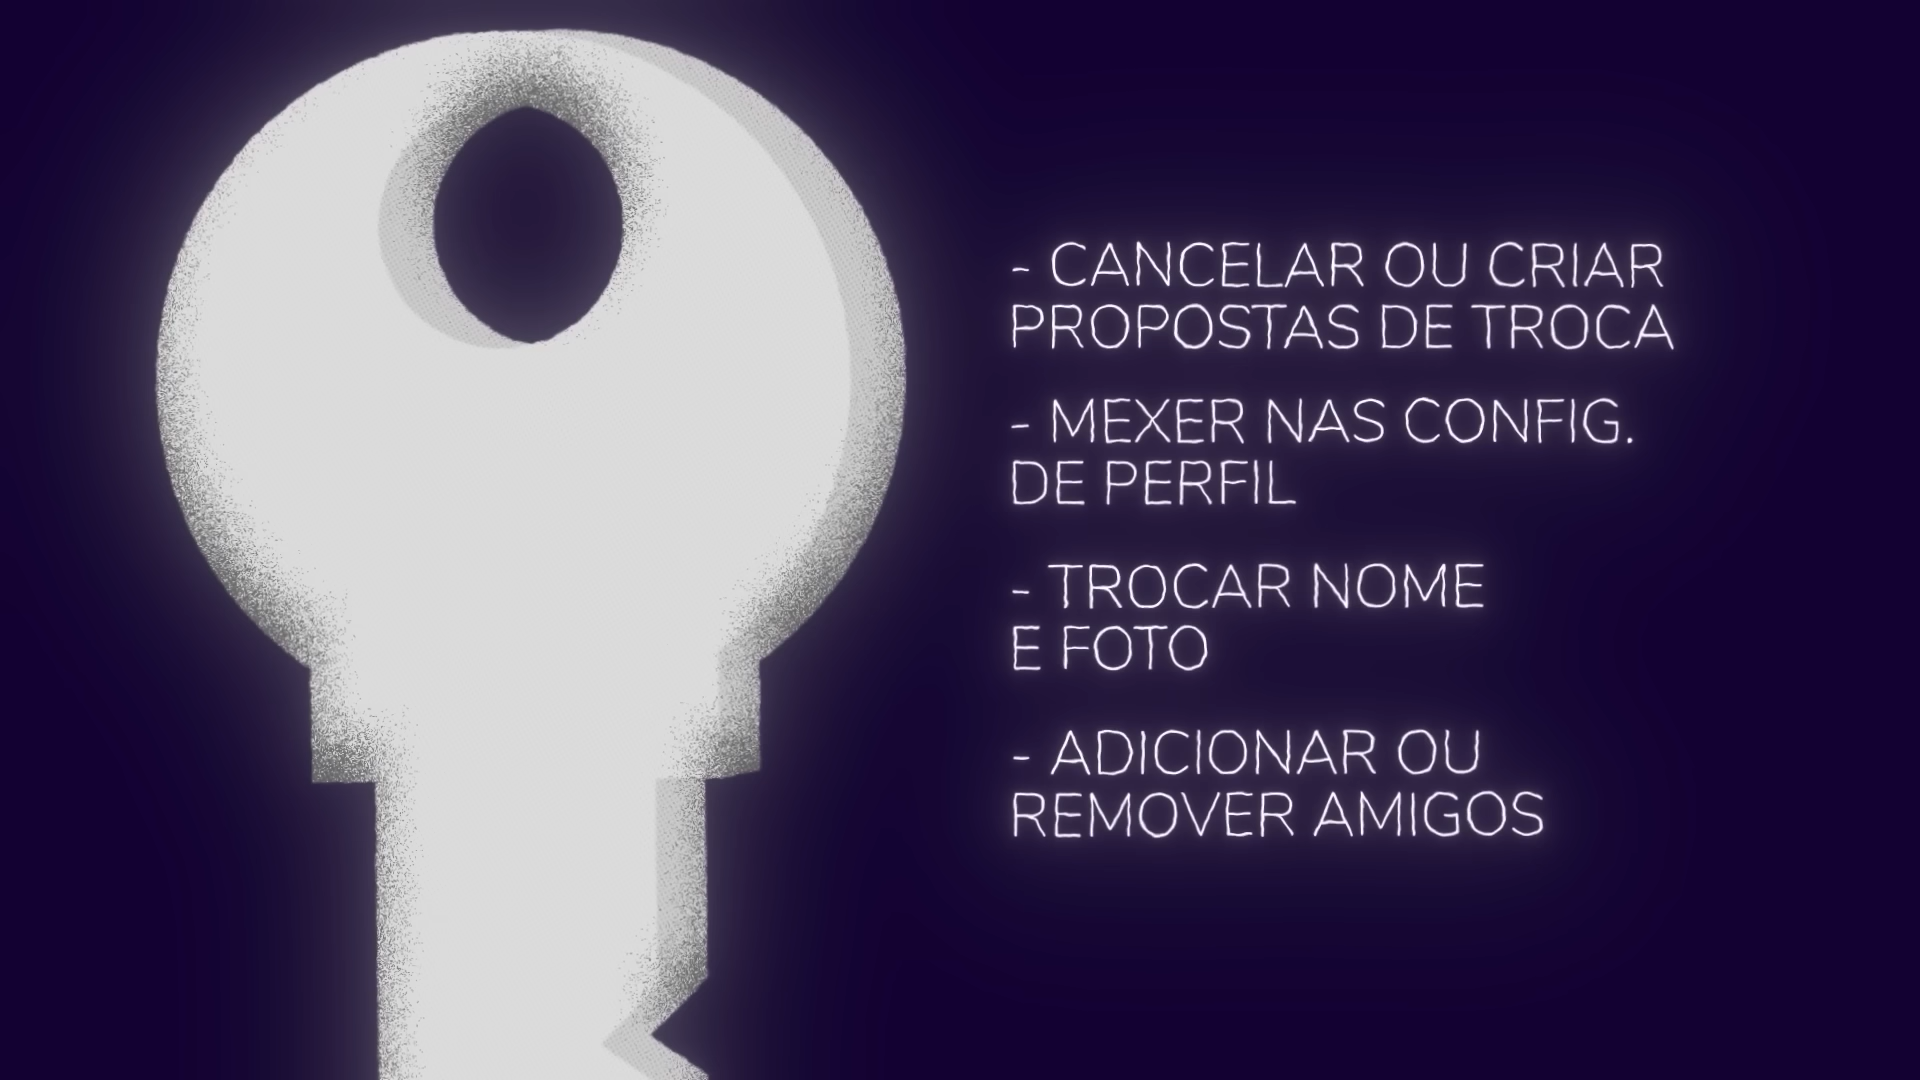 - CANCELAR OU CRIAR
PROPOSTAS DE TROCA
- MEXER NAS CONFIG.
DE PERFIL
- TROCAR NOME
E FOTO
- ADICIONAR OU
REMOVER AMIGOS